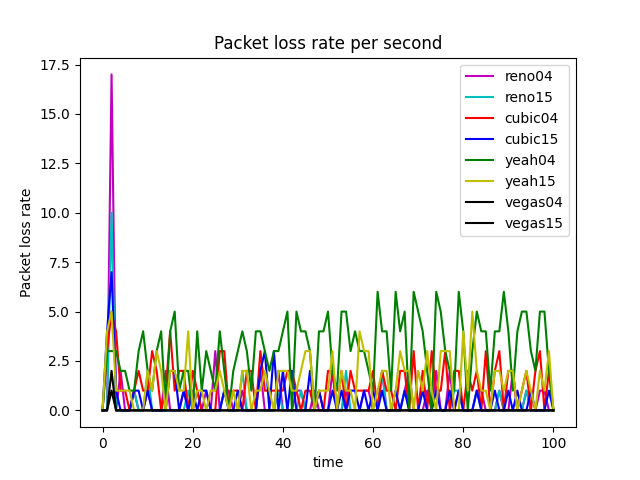 Packet loss rate per second
17.5
15.0
12.5
10.0
7.5
5.0
2.5
0.0
Packet loss rate
0 20 40 60 80 100
time
reno04
reno15
cubic04
cubic15
yeah04
yeah15
vegas04
vegas15